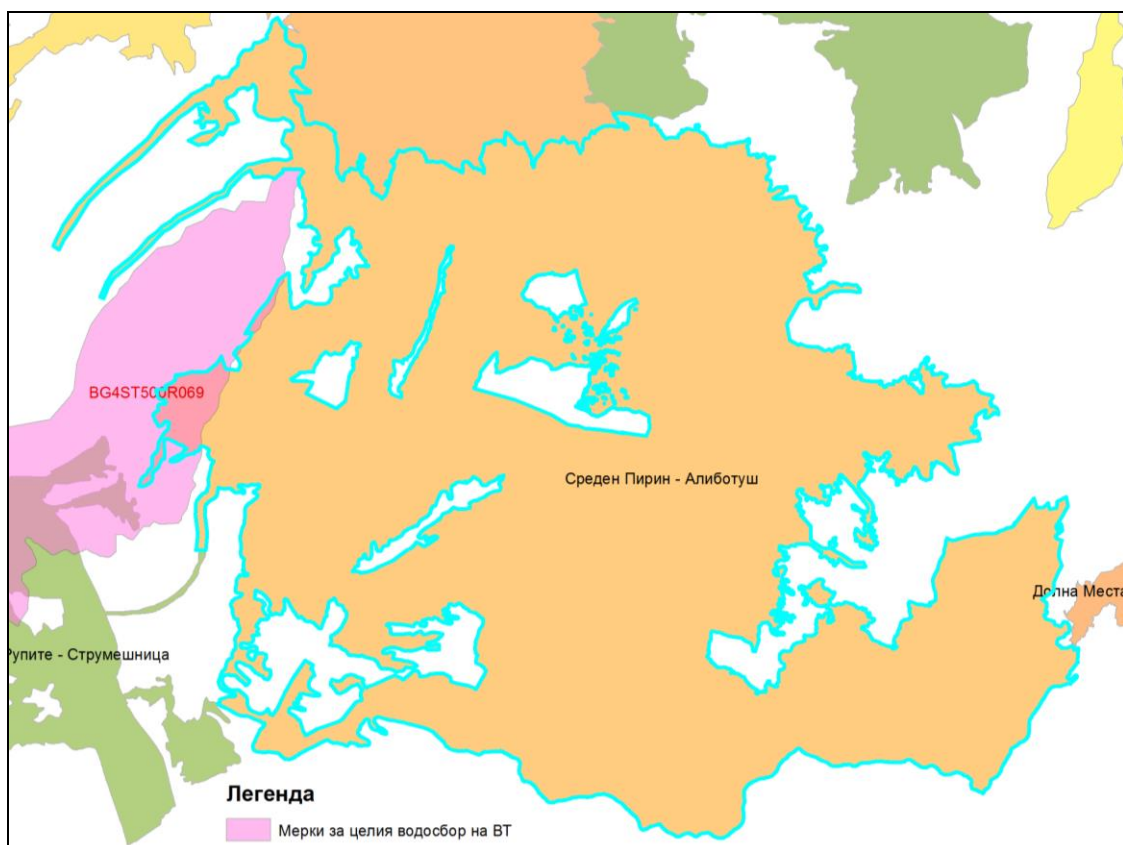 BG4ST500R069
Среден Пирин - Алиботуш
Долна Места
Рупите - Струмешница
Легенда
Мерки за целия водосбор на ВТ